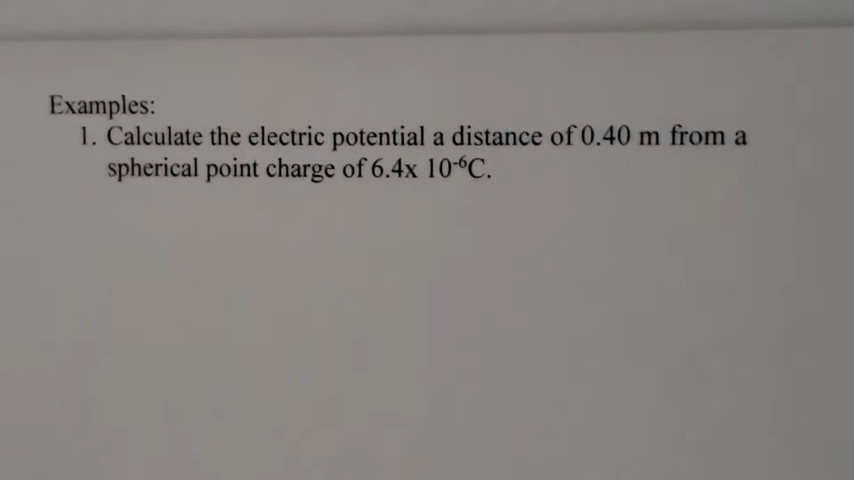 Examples:
1. Calculate the electric potential a distance of 0.40 m from a
spherical point charge of 6.4x 10⁻⁶C.